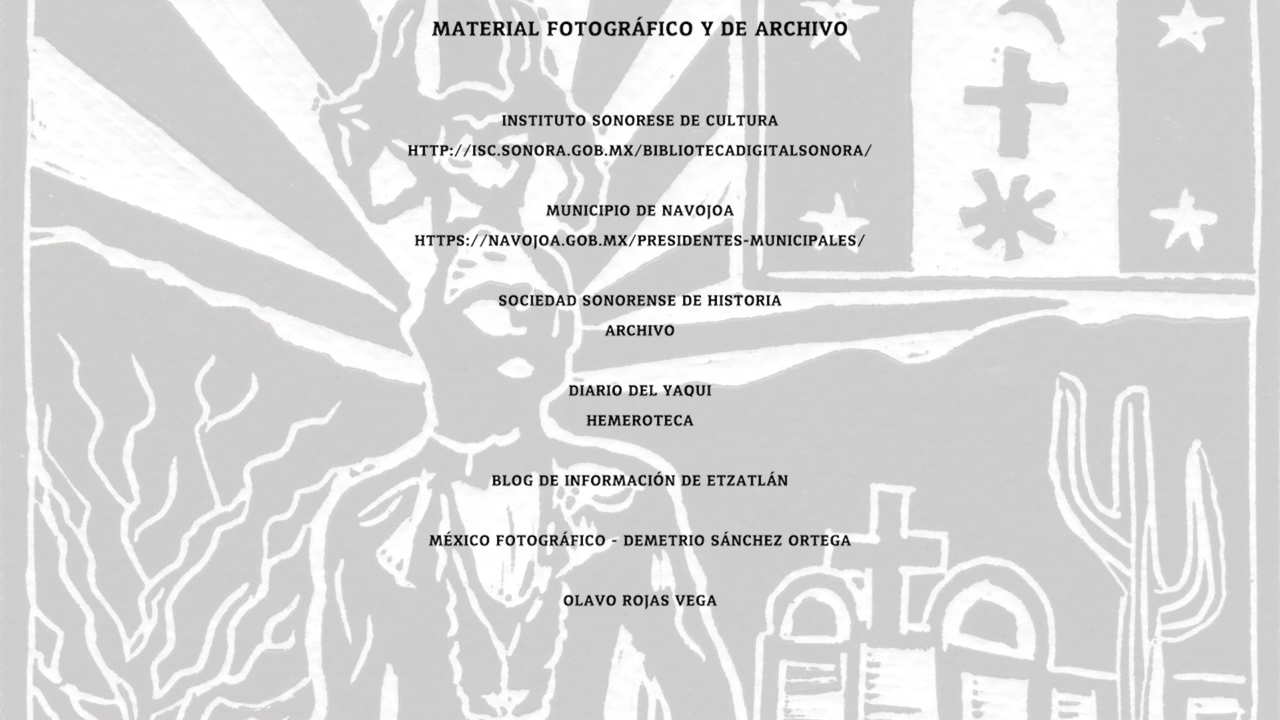 MATERIAL FOTOGRÁFICO Y DE ARCHIVO
INSTITUTO SONORESE DE CULTURA
HTTP://ISC.SONORA.GOB.MX/BIBLIOTECADIGITALSONORA/
MUNICIPIO DE NAVOJOA
HTTPS://NAVOJOA.GOB.MX/PRESIDENTES-MUNICIPALES/
SOCIEDAD SONORENSE DE HISTORIA
ARCHIVO
DIARIO DEL YAQUI
HEMEROTECA
BLOG DE INFORMACIÓN DE ETZATLÁN
MÉXICO FOTOGRÁFICO - DEMETRIO SÁNCHEZ ORTEGA
OLAVO ROJAS VEGA